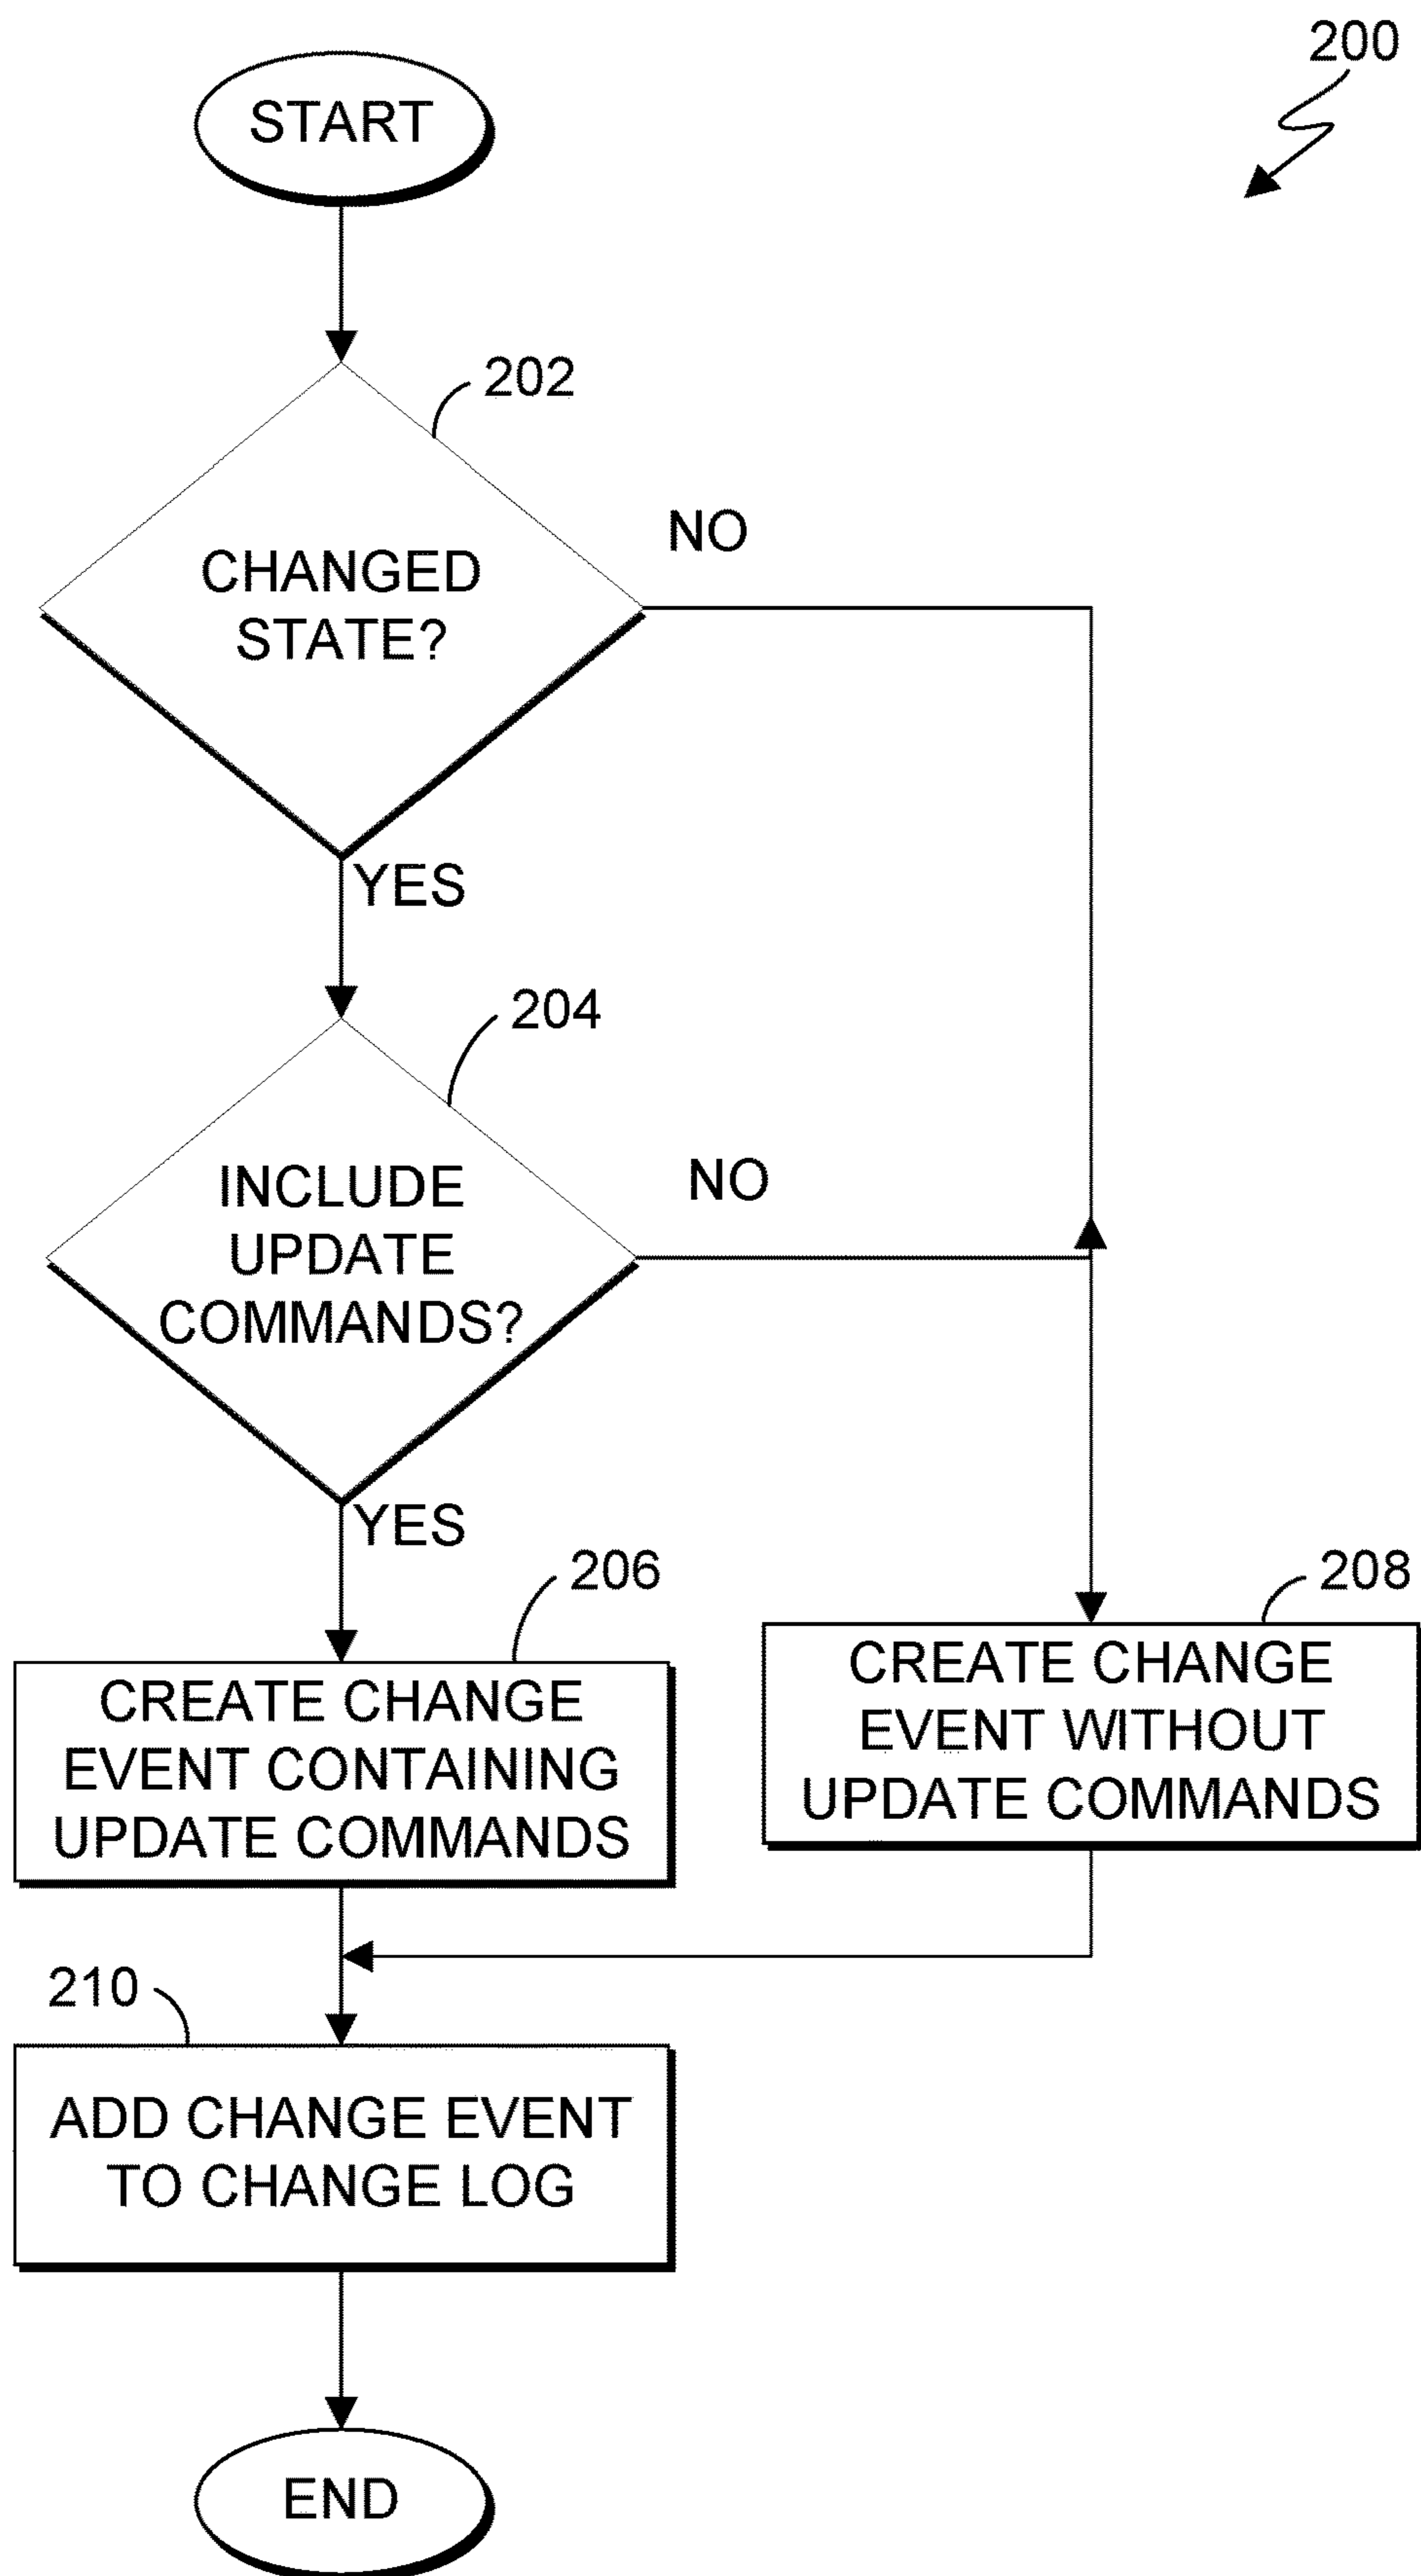 200
START
202
CHANGED
STATE?
NO
YES
204
INCLUDE
UPDATE
COMMANDS?
NO
YES
206
CREATE CHANGE
EVENT CONTAINING
UPDATE COMMANDS
208
CREATE CHANGE
EVENT WITHOUT
UPDATE COMMANDS
210
ADD CHANGE EVENT
TO CHANGE LOG
END